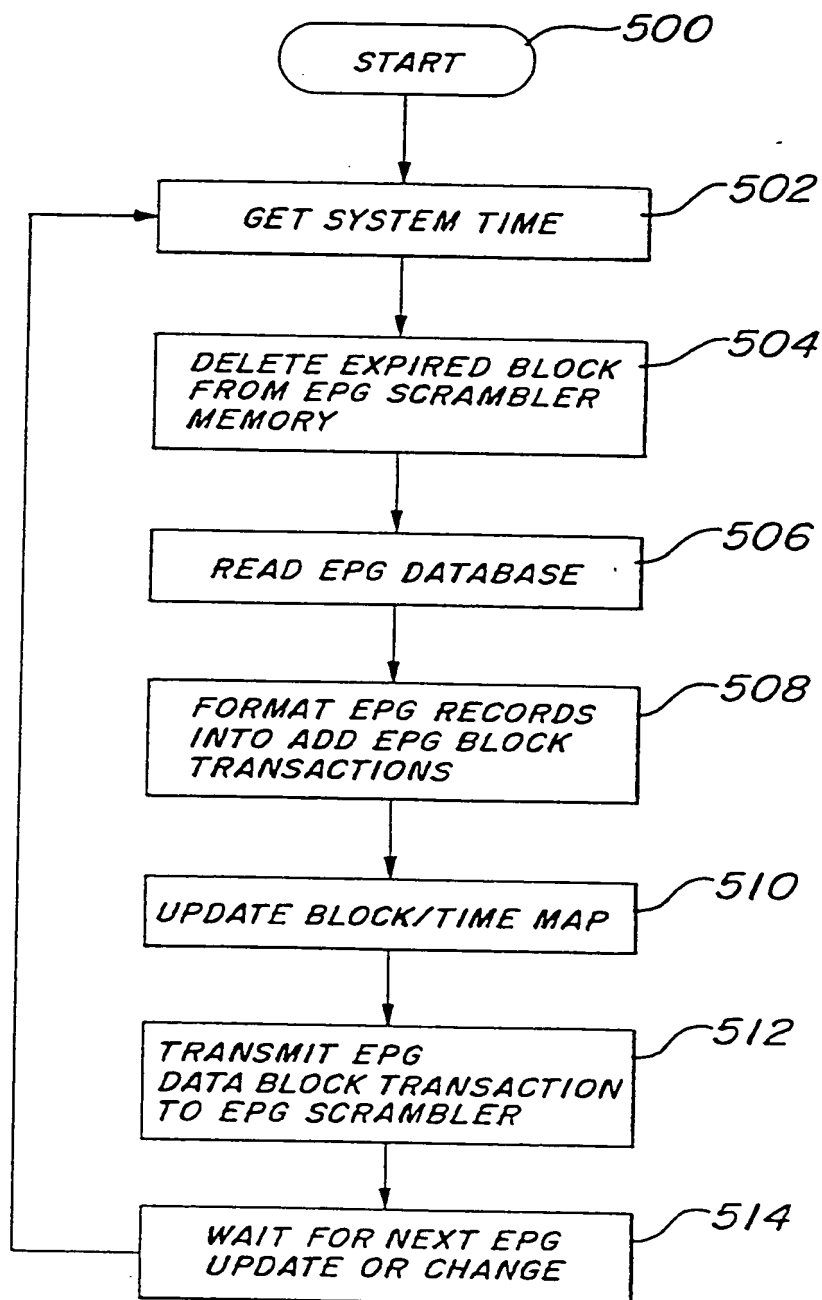 500
START
502
GET SYSTEM TIME
504
DELETE EXPIRED BLOCK
FROM EPG SCRAMBLER
MEMORY
506
READ EPG DATABASE
508
FORMAT EPG RECORDS
INTO ADD EPG BLOCK
TRANSACTIONS
510
UPDATE BLOCK/TIME MAP
512
TRANSMIT EPG
DATA BLOCK TRANSACTION
TO EPG SCRAMBLER
514
WAIT FOR NEXT EPG
UPDATE OR CHANGE